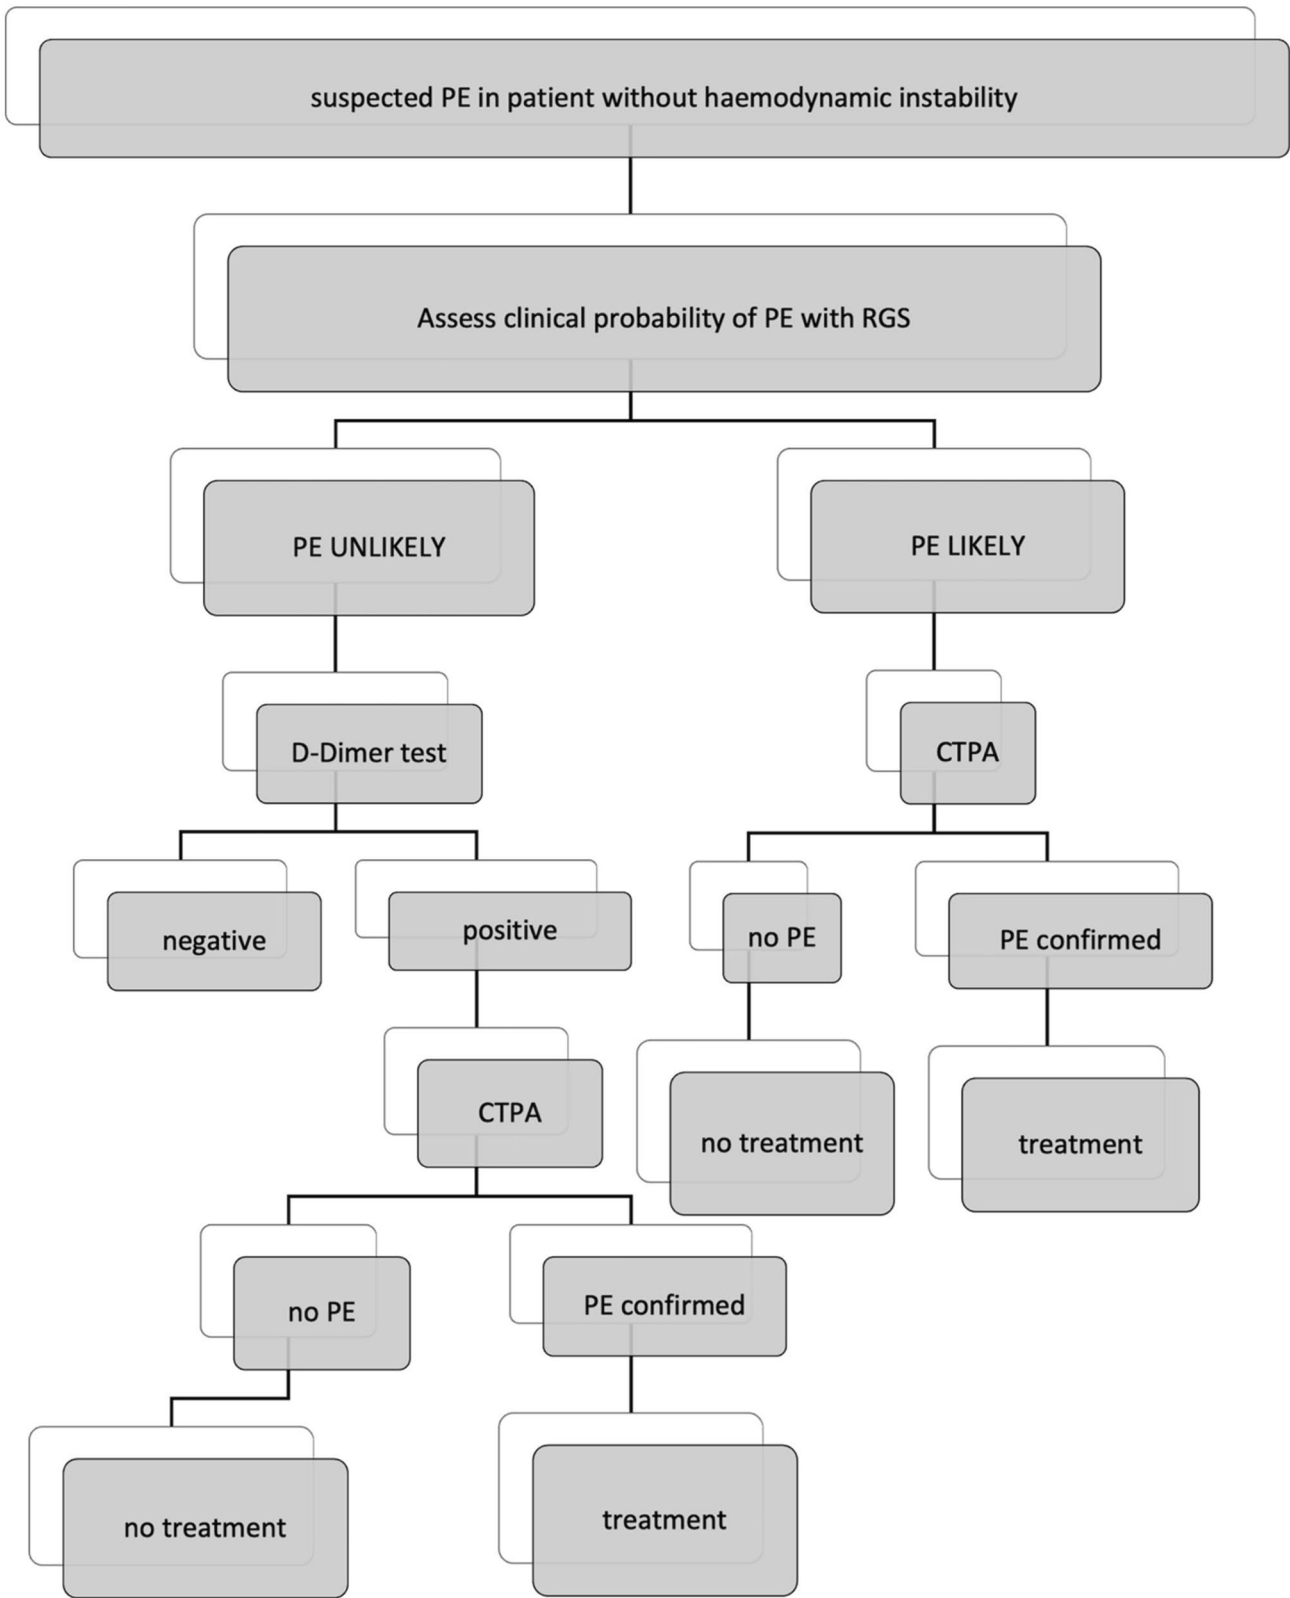 suspected PE in patient without haemodynamic instability
Assess clinical probability of PE with RGS
PE UNLIKELY
PE LIKELY
D-Dimer test
CTPA
negative
positive
no PE
PE confirmed
CTPA
no treatment
treatment
no PE
PE confirmed
no treatment
treatment